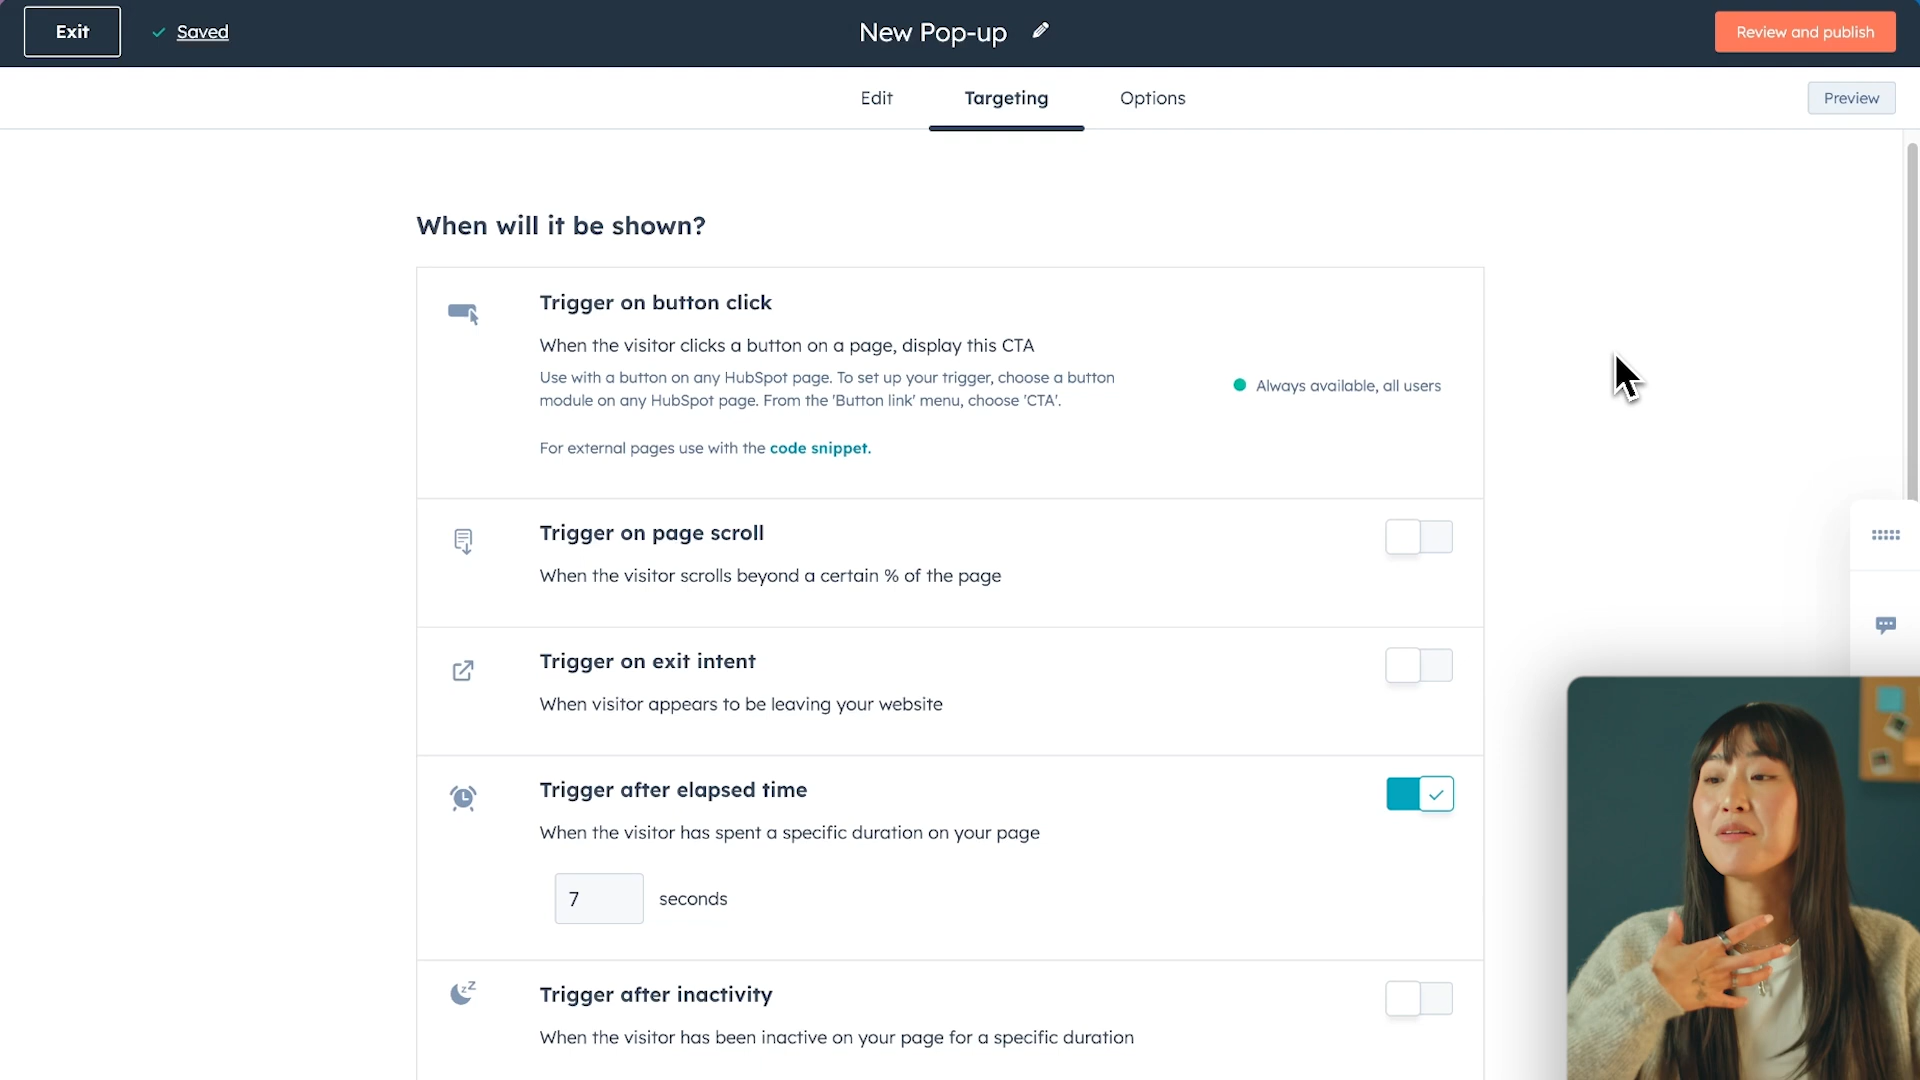 Exit
Saved
New Pop-up
Review and publish
Edit
Targeting
Options
Preview
When will it be shown?
Trigger on button click
When the visitor clicks a button on a page, display this CTA
Use with a button on any HubSpot page. To set up your trigger, choose a button
module on any HubSpot page. From the 'Button link' menu, choose 'CTA'.
Always available, all users
For external pages use with the code snippet.
Trigger on page scroll
When the visitor scrolls beyond a certain % of the page
Trigger on exit intent
When visitor appears to be leaving your website
Trigger after elapsed time
When the visitor has spent a specific duration on your page
7 seconds
Trigger after inactivity
When the visitor has been inactive on your page for a specific duration